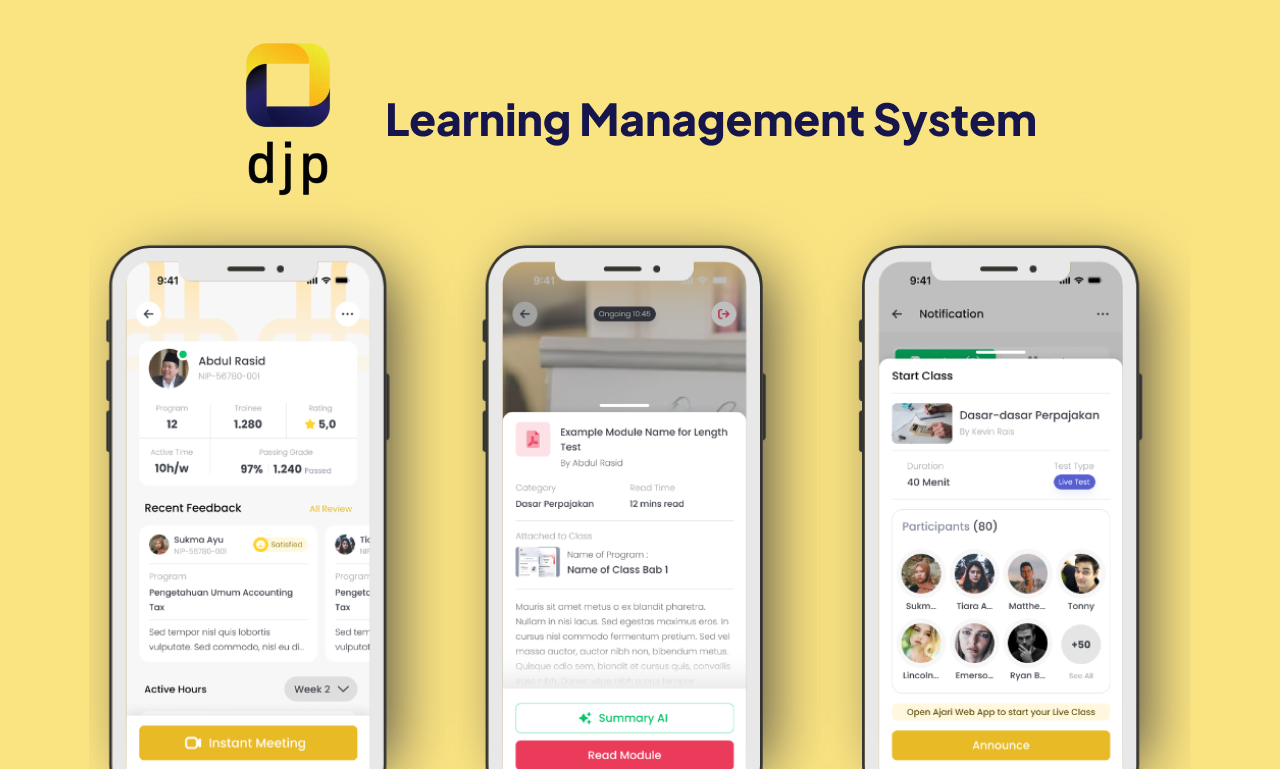 djp
Learning Management System
9:41
Abdul Rasid
NIP-56780-001
Program
12
Trainee
1.280
Rating
5,0
Active Time
10h/w
Passing Grade
97% 1.240 Passed
Recent Feedback
All Review
Sukma Ayu
NIP-56780-001
Satisfied
Program
Pengetahuan Umum Accounting
Tax
Sed tempor nisl quis lobortis
vulputate. Sed commodo, nisl eu di...
Active Hours
Week 2
Instant Meeting
9:41
Ongoing 10:45
Example Module Name for Length
Test
By Abdul Rasid
Category
Dasar Perpajakan
Read Time
12 mins read
Attached to Class
Name of Program :
Name of Class Bab 1
Mauris sit amet metus a ex blandit pharetra.
Nullam in nisi lacus. Sed egestas maximus eros. In
cursus nisl commodo fermentum pretium. Sed vel
massa auctor, auctor nibh non, bibendum metus.
Quisque odio sem, blandit et cursus quis, convallis
Summary AI
Read Module
9:41
Notification
Start Class
Dasar-dasar Perpajakan
By Kevin Rais
Duration
40 Menit
Test Type
Live Test
Participants (80)
Sukm...
Tiara A...
Matthe...
Tonny
Lincoln...
Emerso...
Ryan B...
+50
See All
Open Ajari Web App to start your Live Class
Announce